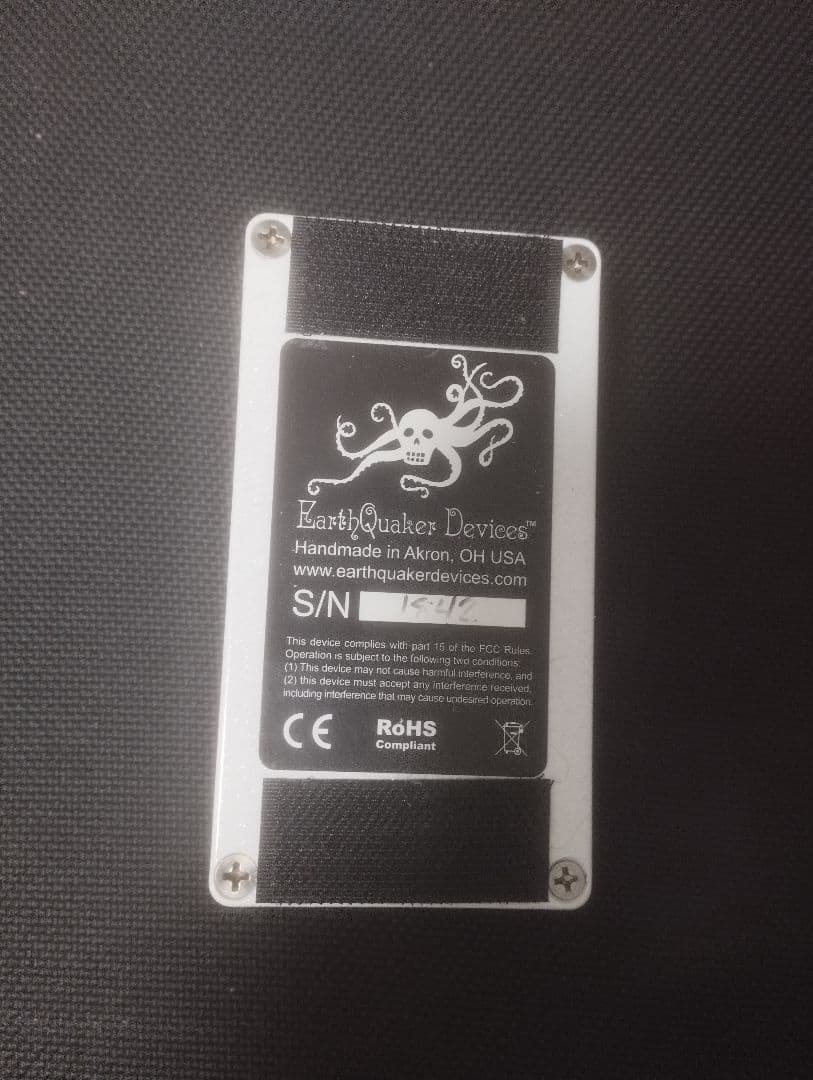 EarthQuaker Devices™
Handmade in Akron, OH USA
www.earthquakerdevices.com
S/N
This device complies with part 15 of the FCC Rules.
Operation is subject to the following two conditions:
(1) This device may not cause harmful interference, and
(2) this device must accept any interference received,
including interference that may cause undesired operation.
CE RoHS
Compliant